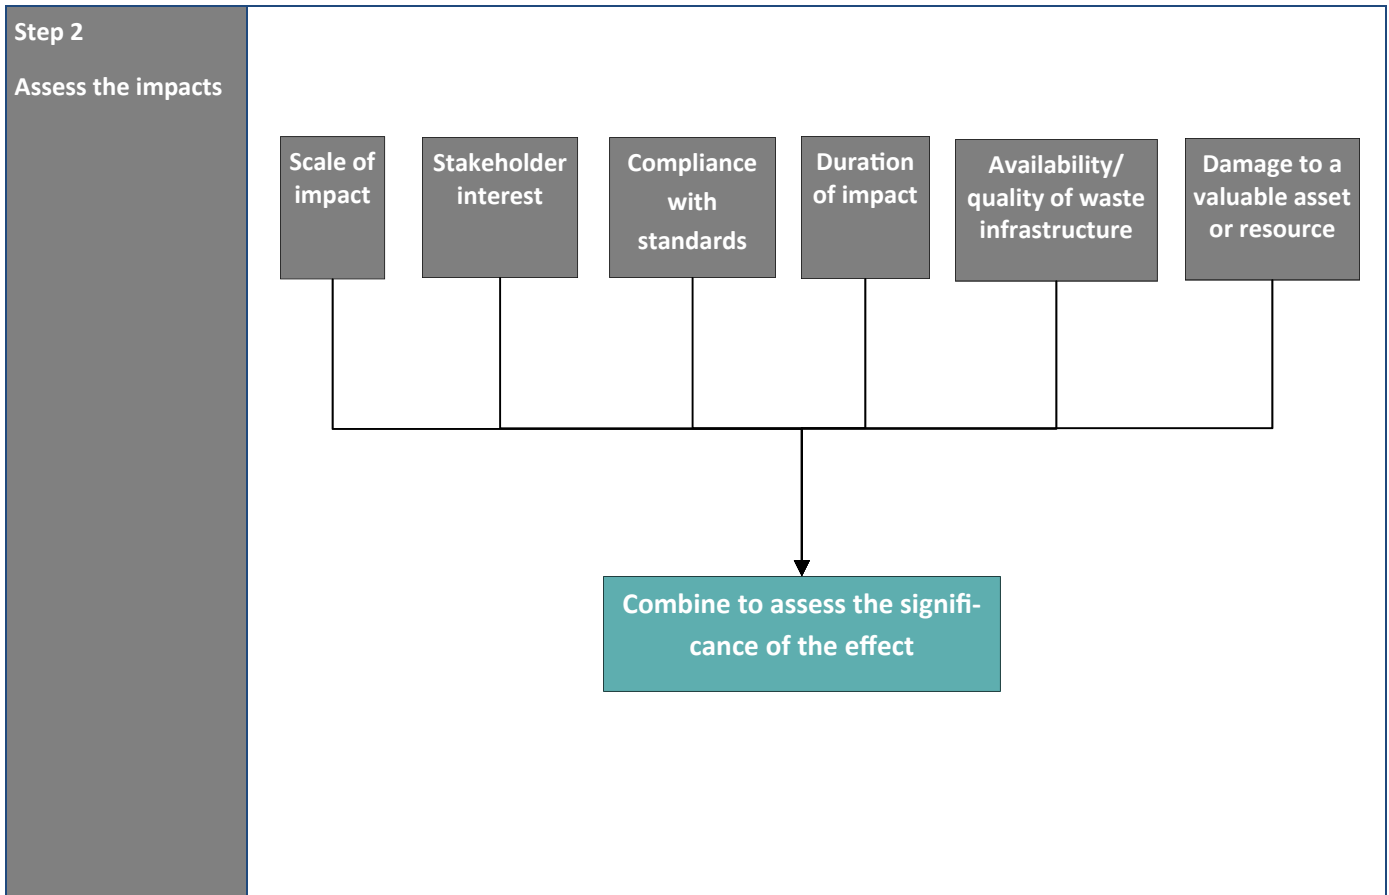 Step 2
Assess the impacts
Scale of
impact
Stakeholder
interest
Compliance
with
standards
Duration
of impact
Availability/
quality of waste
infrastructure
Damage to a
valuable asset
or resource
Combine to assess the signifi-
cance of the effect